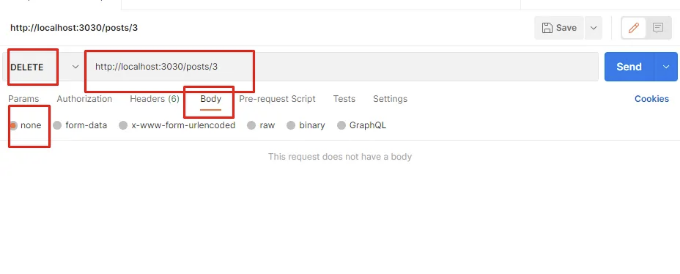 http://localhost:3030/posts/3
Save
DELETE http://localhost:3030/posts/3 Send
Params Authorization Headers (6) Body Pre-request Script Tests Settings Cookies
none form-data x-www-form-urlencoded raw binary GraphQL
This request does not have a body